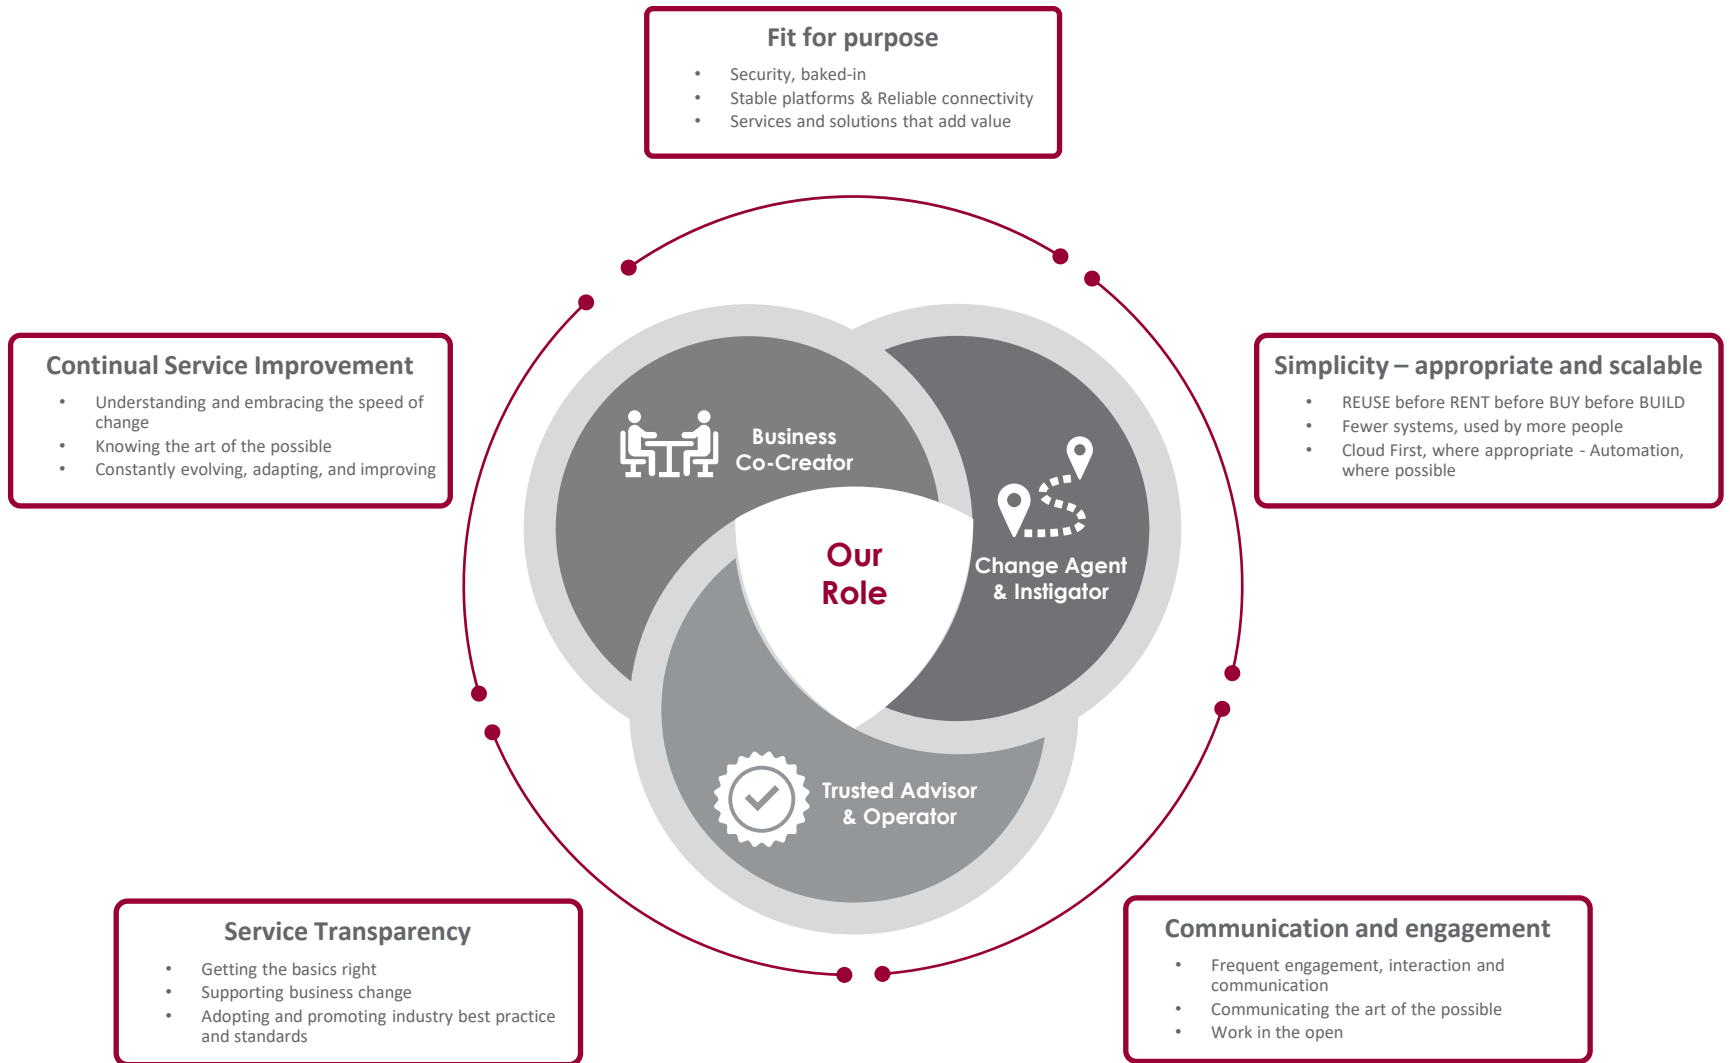 Fit for purpose
• Security, baked-in
• Stable platforms & Reliable connectivity
• Services and solutions that add value
Continual Service Improvement
• Understanding and embracing the speed of
change
• Knowing the art of the possible
• Constantly evolving, adapting, and improving
Simplicity – appropriate and scalable
• REUSE before RENT before BUY before BUILD
• Fewer systems, used by more people
• Cloud First, where appropriate - Automation,
where possible
Business
Co-Creator
Our
Role
Change Agent
& Instigator
Trusted Advisor
& Operator
Service Transparency
• Getting the basics right
• Supporting business change
• Adopting and promoting industry best practice
and standards
Communication and engagement
• Frequent engagement, interaction and
communication
• Communicating the art of the possible
• Work in the open